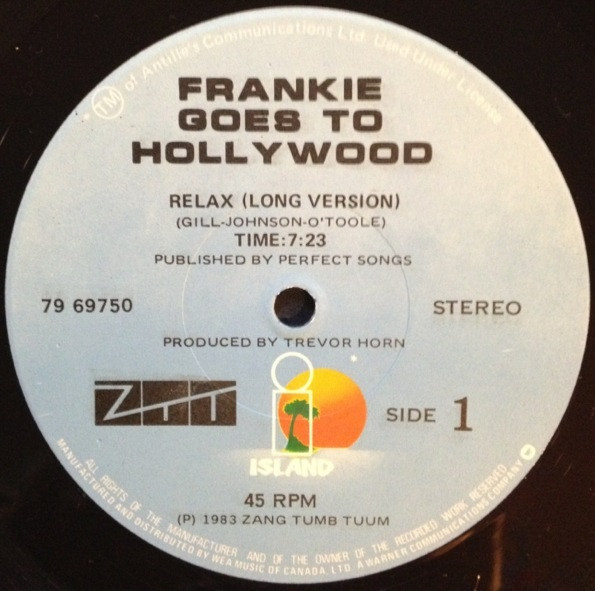 TM of Antilles Communications Ltd. Used Under License
FRANKIE
GOES TO
HOLLYWOOD
RELAX (LONG VERSION)
(GILL-JOHNSON-O'TOOLE)
TIME:7:23
PUBLISHED BY PERFECT SONGS
79 69750
STEREO
PRODUCED BY TREVOR HORN
ZTT
i
SIDE 1
ISLAND
45 RPM
(P) 1983 ZANG TUMB TUUM
ALL RIGHTS OF THE MANUFACTURER AND OF THE OWNER OF THE RECORDED WORK RESERVED
MANUFACTURED AND DISTRIBUTED BY WEA MUSIC OF CANADA, LTD. A WARNER COMMUNICATIONS COMPANY